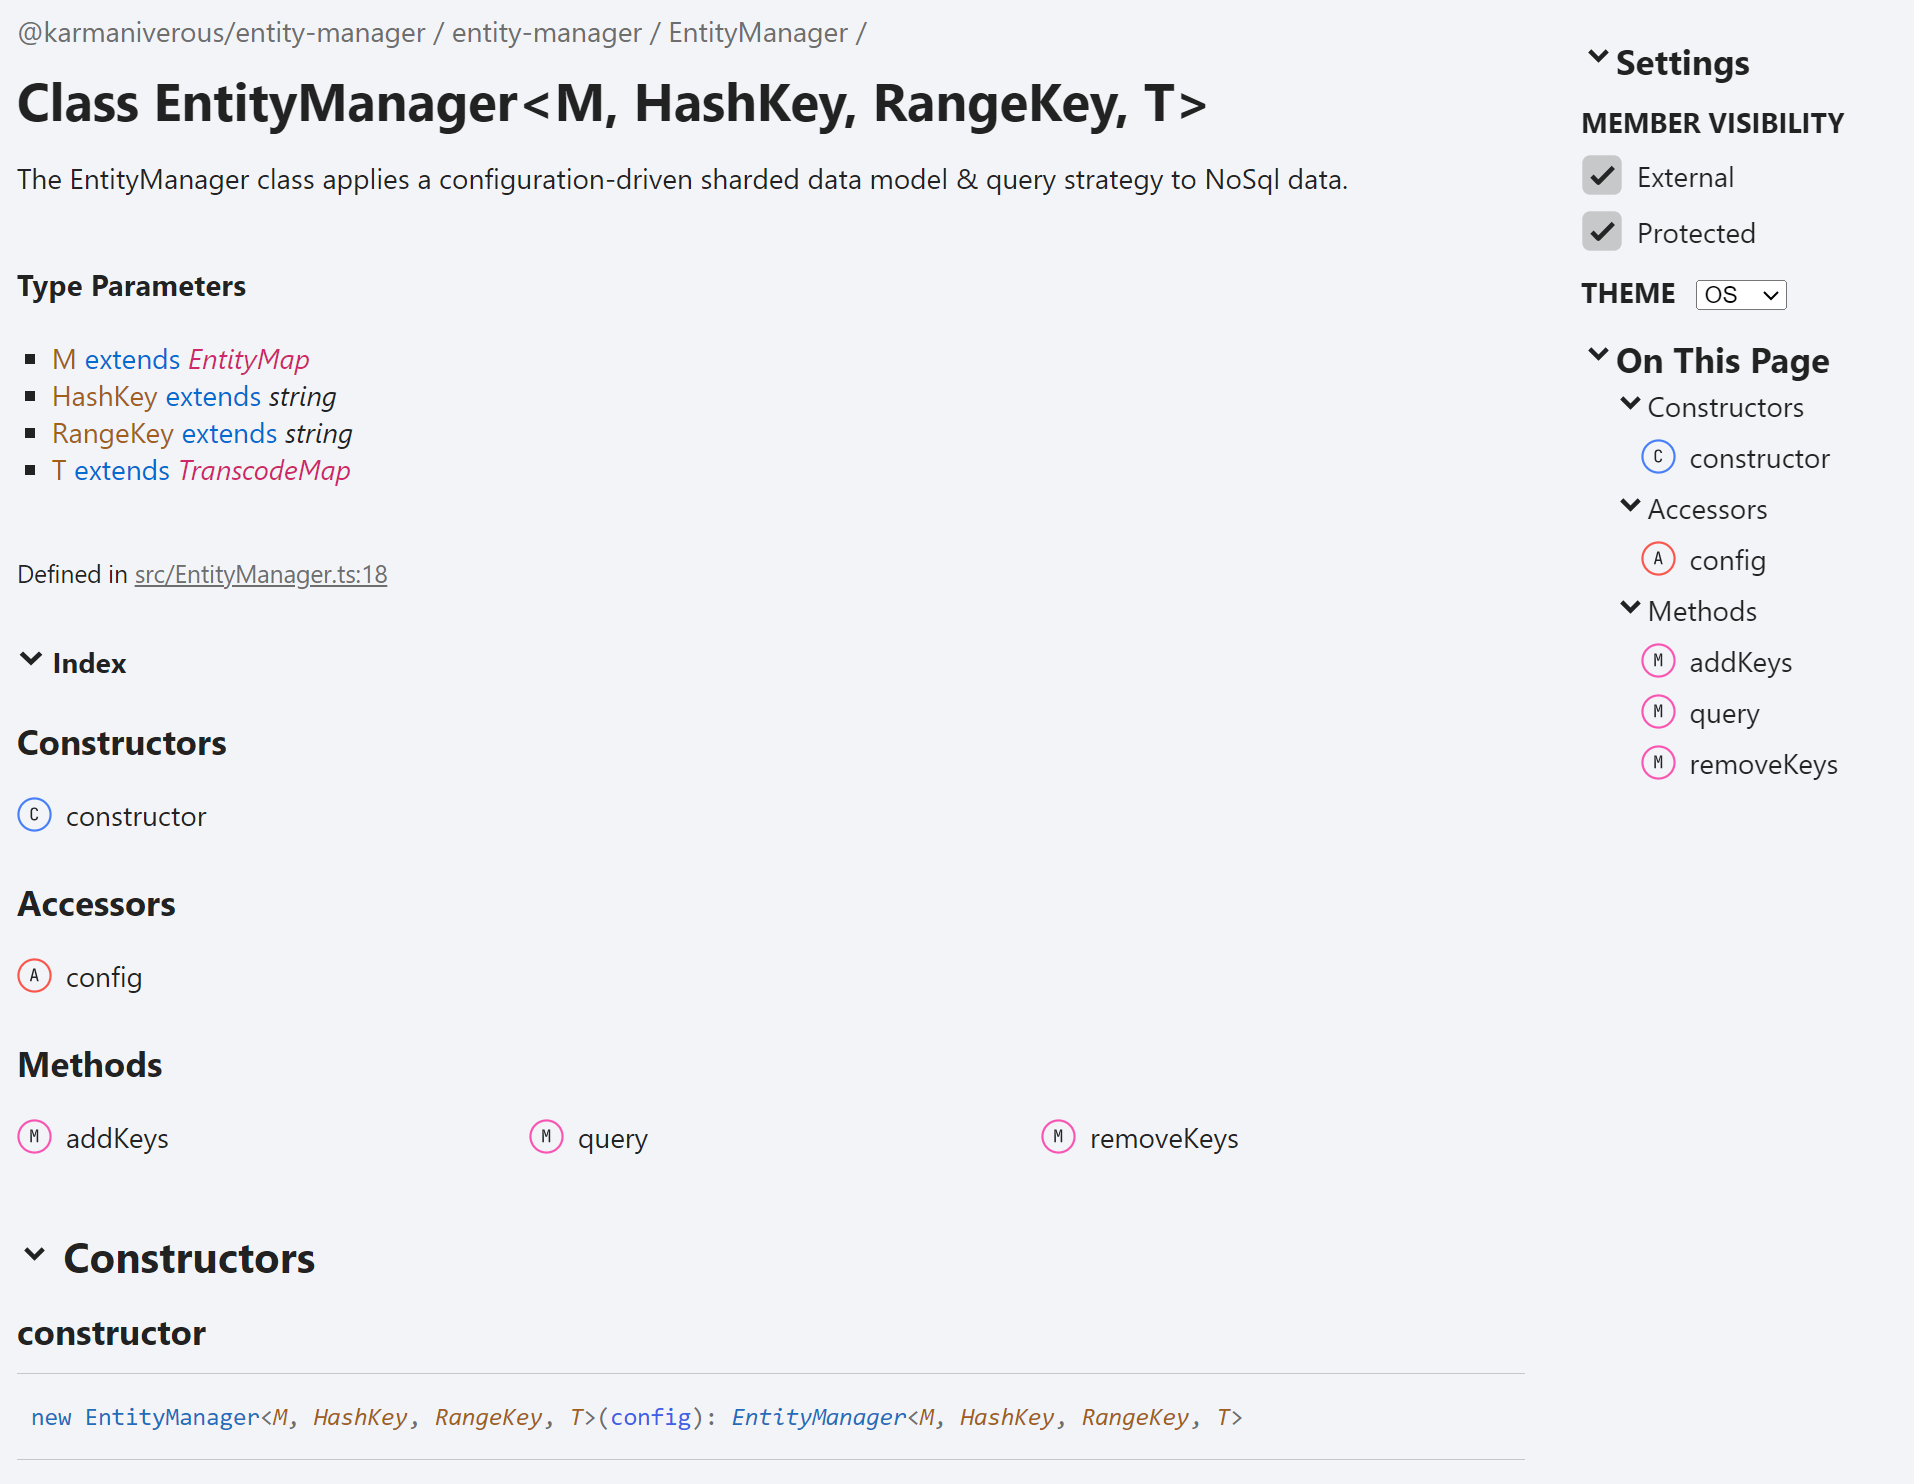 @karmaniverous/entity-manager / entity-manager / EntityManager /
Class EntityManager<M, HashKey, RangeKey, T>
The EntityManager class applies a configuration-driven sharded data model & query strategy to NoSql data.
Type Parameters
M extends EntityMap
HashKey extends string
RangeKey extends string
T extends TranscodeMap
Defined in src/EntityManager.ts:18
Index
Constructors
C constructor
Accessors
A config
Methods
M addKeys
M query
M removeKeys
Constructors
constructor
new EntityManager<M, HashKey, RangeKey, T>(config): EntityManager<M, HashKey, RangeKey, T>
Settings
MEMBER VISIBILITY
External
Protected
THEME OS
On This Page
Constructors
C constructor
Accessors
A config
Methods
M addKeys
M query
M removeKeys